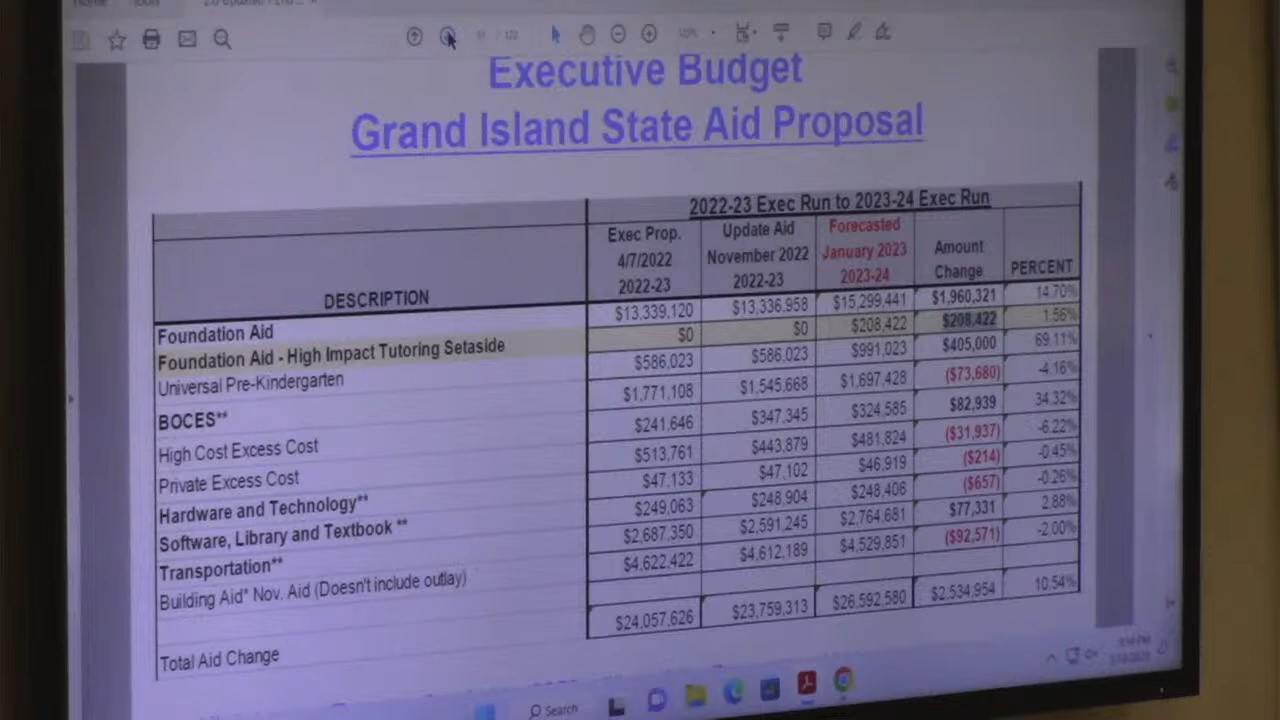 Executive Budget
Grand Island State Aid Proposal
2022-23 Exec Run to 2023-24 Exec Run
DESCRIPTION Exec Prop. 4/7/2022 2022-23 Update Aid November 2022 2022-23 Forecasted January 2023 2023-24 Amount Change PERCENT
Foundation Aid $13,339,120 $13,336,958 $15,299,441 $1,960,321 14.70%
Foundation Aid - High Impact Tutoring Setaside $0 $0 $208,422 $208,422 1.56%
Universal Pre-Kindergarten $586,023 $586,023 $991,023 $405,000 69.11%
BOCES** $1,771,108 $1,545,668 $1,697,428 ($73,680) -4.16%
High Cost Excess Cost $241,646 $347,345 $324,585 $82,939 34.32%
Private Excess Cost $513,761 $443,879 $481,824 ($31,937) -6.22%
Hardware and Technology** $47,133 $47,102 $46,919 ($214) -0.45%
Software, Library and Textbook ** $249,063 $248,904 $248,406 ($657) -0.26%
Transportation** $2,687,350 $2,591,245 $2,764,681 $77,331 2.88%
Building Aid* Nov. Aid (Doesn't include outlay) $4,622,422 $4,612,189 $4,529,851 ($92,571) -2.00%
Total Aid Change $24,057,626 $23,759,313 $26,592,580 $2,534,954 10.54%
Search